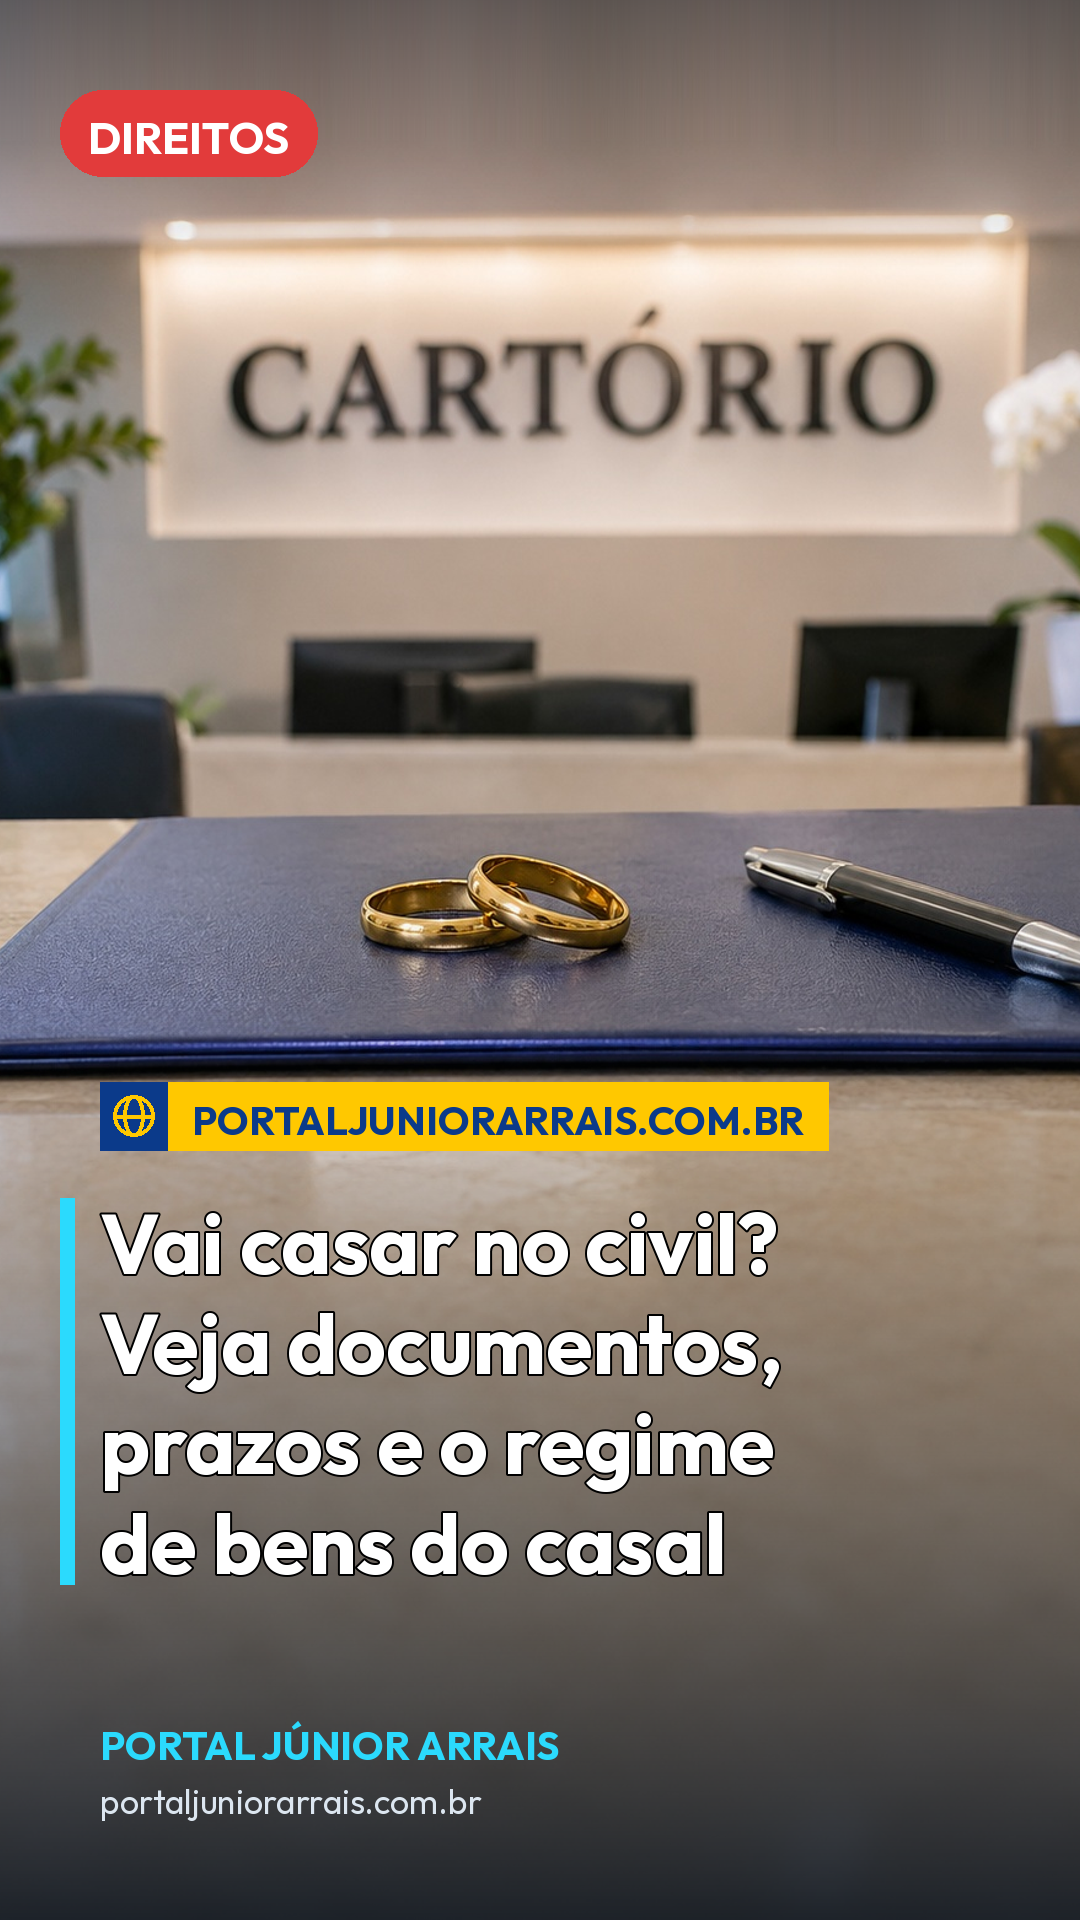 DIREITOS
CARTÓRIO
PORTALJUNIORARRAIS.COM.BR
Vai casar no civil?
Veja documentos,
prazos e o regime
de bens do casal
PORTAL JÚNIOR ARRAIS
portaljuniorarrais.com.br